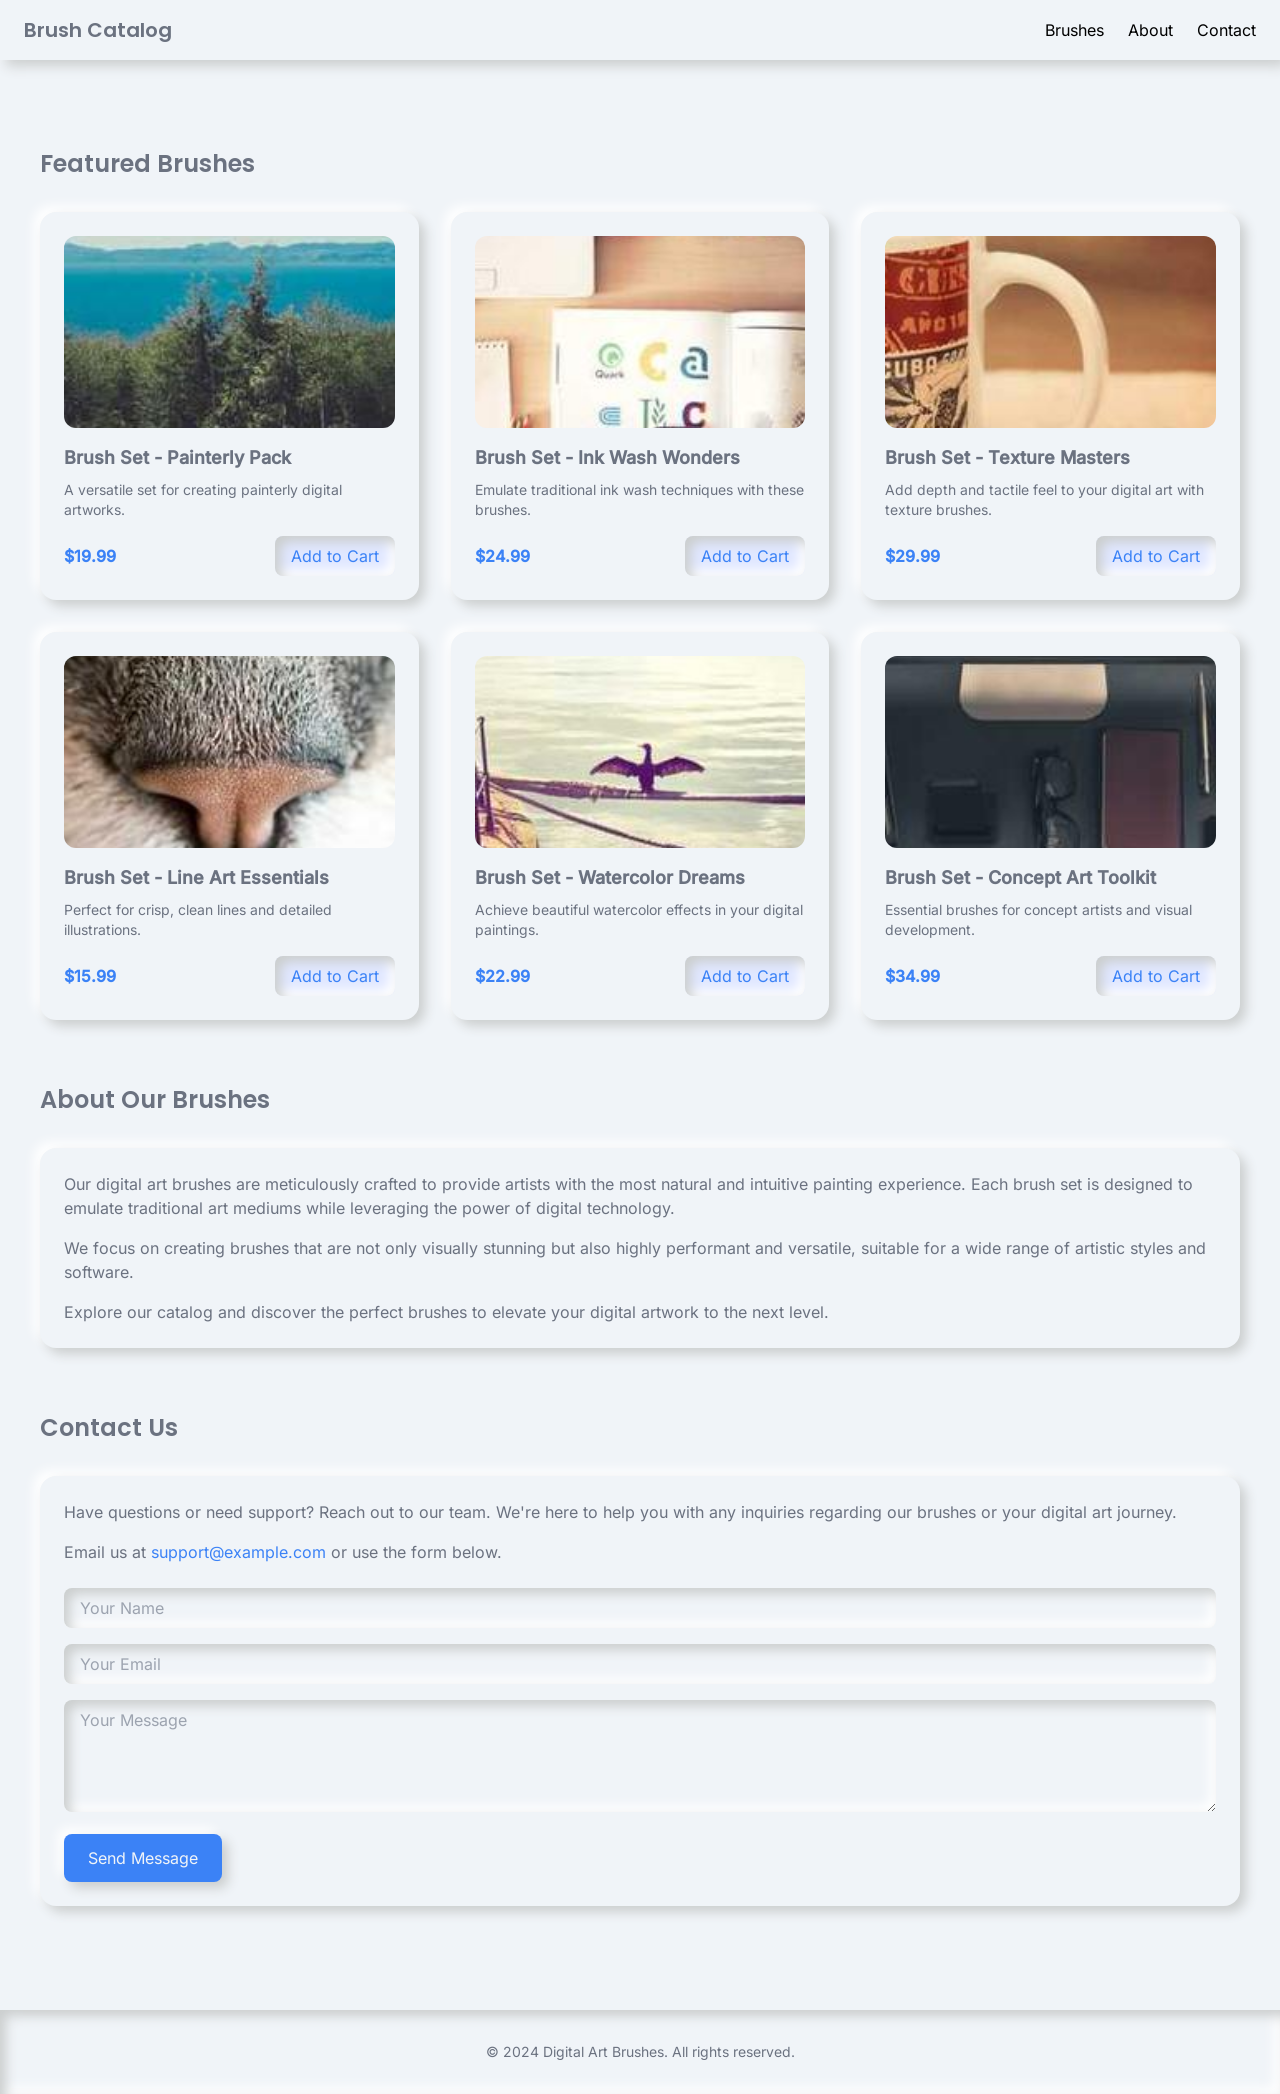 Brush Catalog
Brushes About Contact
Featured Brushes
Quark
C a
c
CUB
AÑO 19
CUBA
Brush Set - Painterly Pack
A versatile set for creating painterly digital
artworks.
$19.99
Add to Cart
Brush Set - Ink Wash Wonders
Emulate traditional ink wash techniques with these
brushes.
$24.99
Add to Cart
Brush Set - Texture Masters
Add depth and tactile feel to your digital art with
texture brushes.
$29.99
Add to Cart
Brush Set - Line Art Essentials
Perfect for crisp, clean lines and detailed
illustrations.
$15.99
Add to Cart
Brush Set - Watercolor Dreams
Achieve beautiful watercolor effects in your digital
paintings.
$22.99
Add to Cart
Brush Set - Concept Art Toolkit
Essential brushes for concept artists and visual
development.
$34.99
Add to Cart
About Our Brushes
Our digital art brushes are meticulously crafted to provide artists with the most natural and intuitive painting experience. Each brush set is designed to
emulate traditional art mediums while leveraging the power of digital technology.
We focus on creating brushes that are not only visually stunning but also highly performant and versatile, suitable for a wide range of artistic styles and
software.
Explore our catalog and discover the perfect brushes to elevate your digital artwork to the next level.
Contact Us
Have questions or need support? Reach out to our team. We're here to help you with any inquiries regarding our brushes or your digital art journey.
Email us at support@example.com or use the form below.
Your Name
Your Email
Your Message
Send Message
© 2024 Digital Art Brushes. All rights reserved.